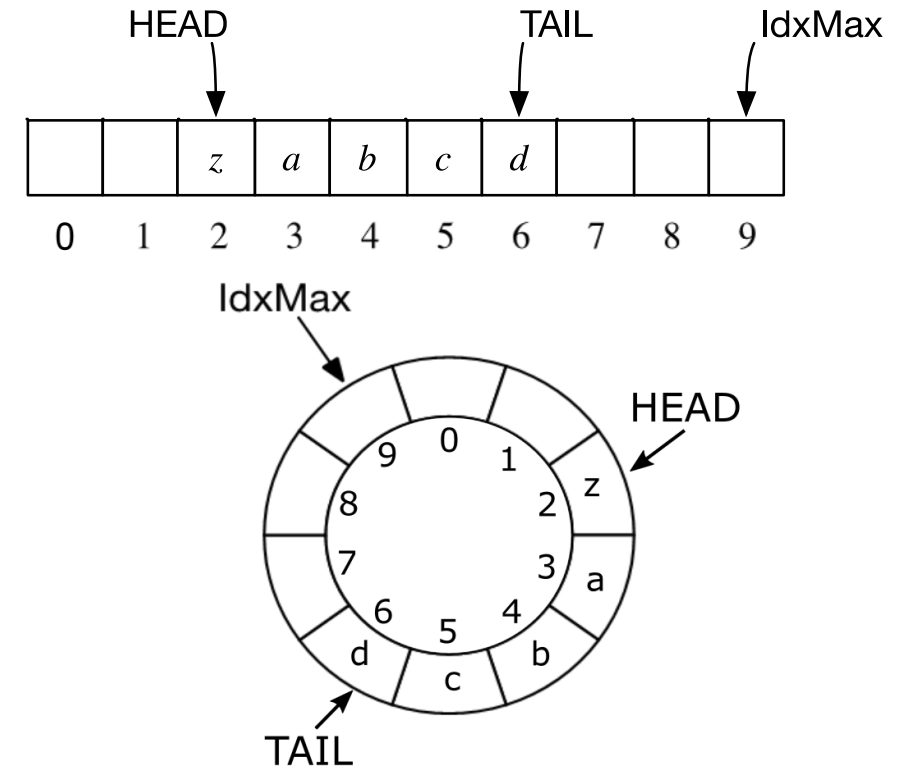 HEAD TAIL IdxMax
z a b c d
0 1 2 3 4 5 6 7 8 9
IdxMax
HEAD
0
9 1
z
8 2
7 3
a
6 4
5
d b
c
TAIL